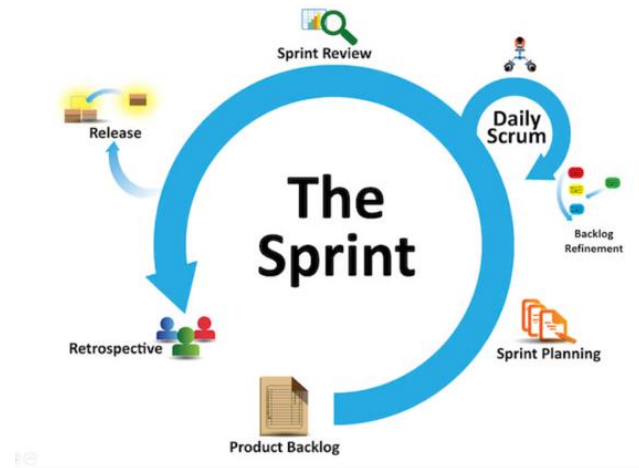 Sprint Review
Release
Daily
Scrum
The
Sprint
Backlog
Refinement
Retrospective
Sprint Planning
Product Backlog